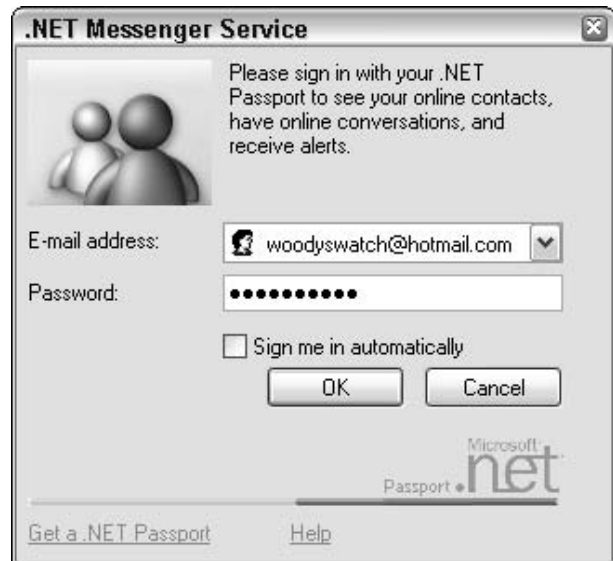 .NET Messenger Service
Please sign in with your .NET
Passport to see your online contacts,
have online conversations, and
receive alerts.
E-mail address:
woodyswatch@hotmail.com
Password:
●●●●●●●●●●
Sign me in automatically
OK
Cancel
Microsoft
Passport .net
Get a .NET Passport
Help